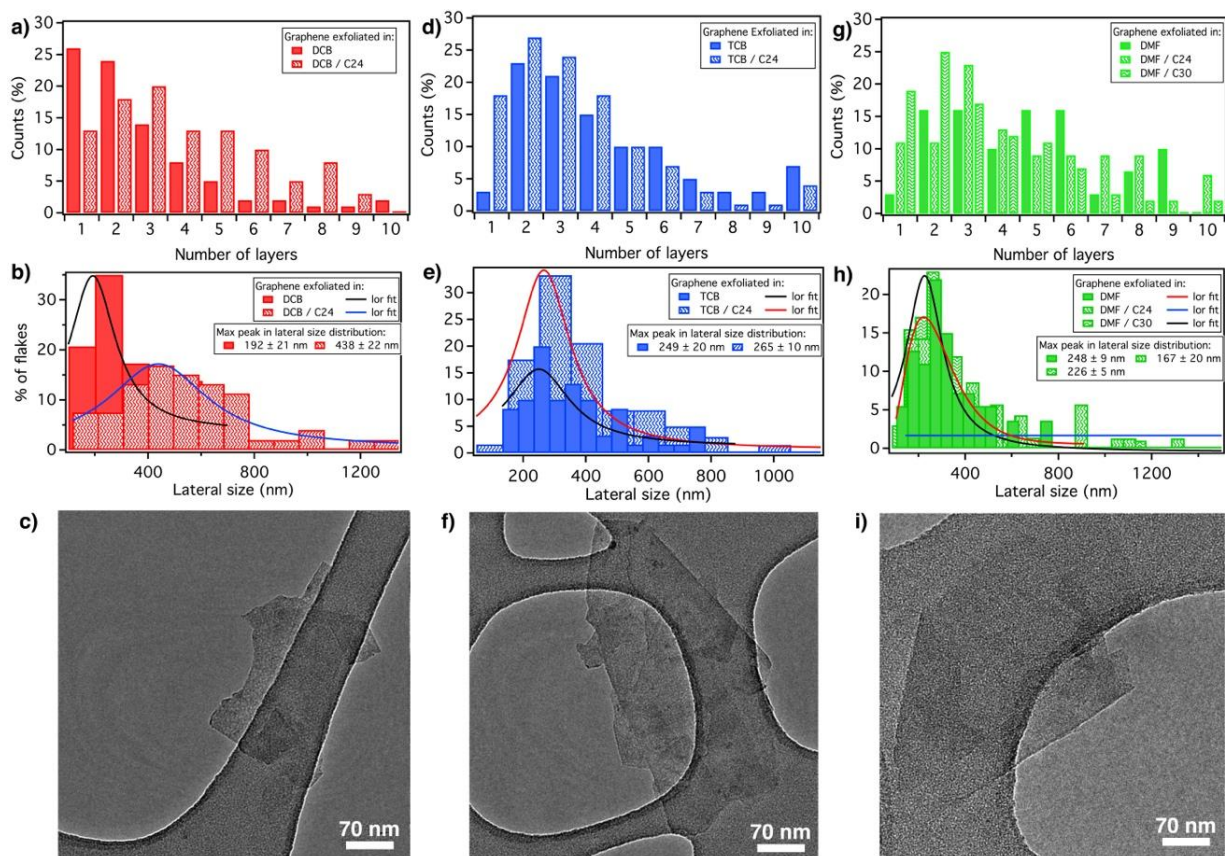 a)
30
25
20
15
10
5
0
Counts (%)
Graphene exfoliated in:
DCB
DCB / C24
1 2 3 4 5 6 7 8 9 10
Number of layers
d)
30
25
20
15
10
5
0
Counts (%)
Graphene Exfoliated in:
TCB
TCB / C24
1 2 3 4 5 6 7 8 9 10
Number of layers
g)
30
25
20
15
10
5
0
Counts (%)
Graphene exfoliated in:
DMF
DMF / C24
DMF / C30
1 2 3 4 5 6 7 8 9 10
Number of layers
b)
30
20
10
0
% of flakes
Graphene exfoliated in:
DCB lor fit
DCB / C24 lor fit
Max peak in lateral size distribution:
192 ± 21 nm 438 ± 22 nm
400 800 1200
Lateral size (nm)
e)
35
30
25
20
15
10
5
0
Graphene exfoliated in:
TCB lor fit
TCB / C24 lor fit
Max peak in lateral size distribution:
249 ± 20 nm 265 ± 10 nm
200 400 600 800 1000
Lateral size (nm)
h)
20
15
10
5
0
Graphene exfoliated in:
DMF lor fit
DMF / C24 lor fit
DMF / C30 lor fit
Max peak in lateral size distribution:
248 ± 9 nm 167 ± 20 nm
226 ± 5 nm
400 800 1200
Lateral size (nm)
c)
70 nm
f)
70 nm
i)
70 nm